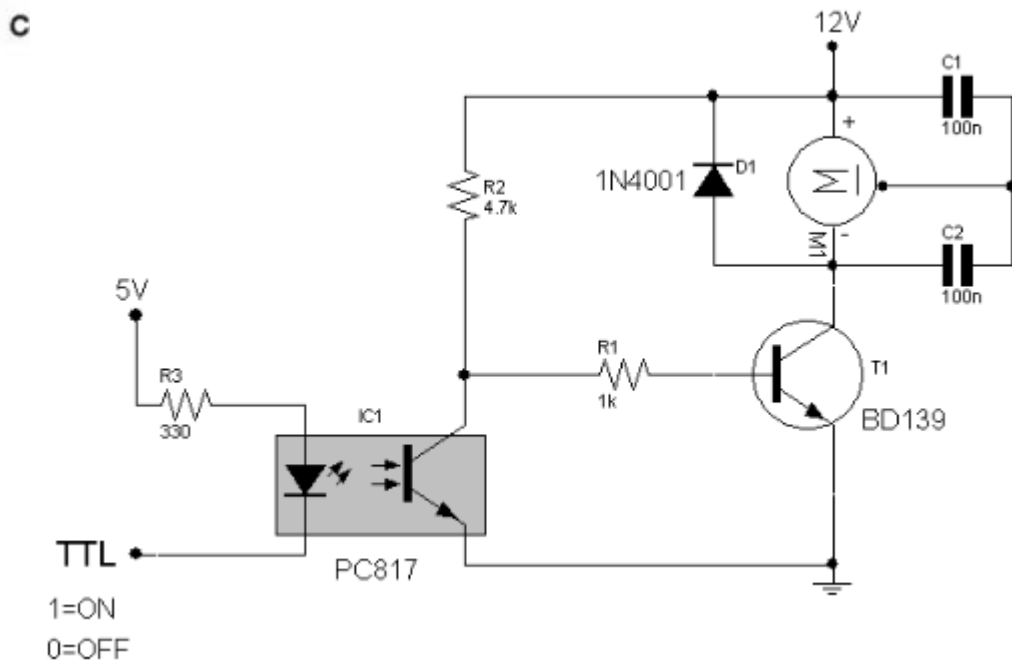 C
12V
C1
100n
+
D1
1N4001
M
M1
-
R2
4.7k
C2
100n
5V
R3
330
R1
1k
T1
BD139
IC1
PC817
TTL
1=ON
0=OFF